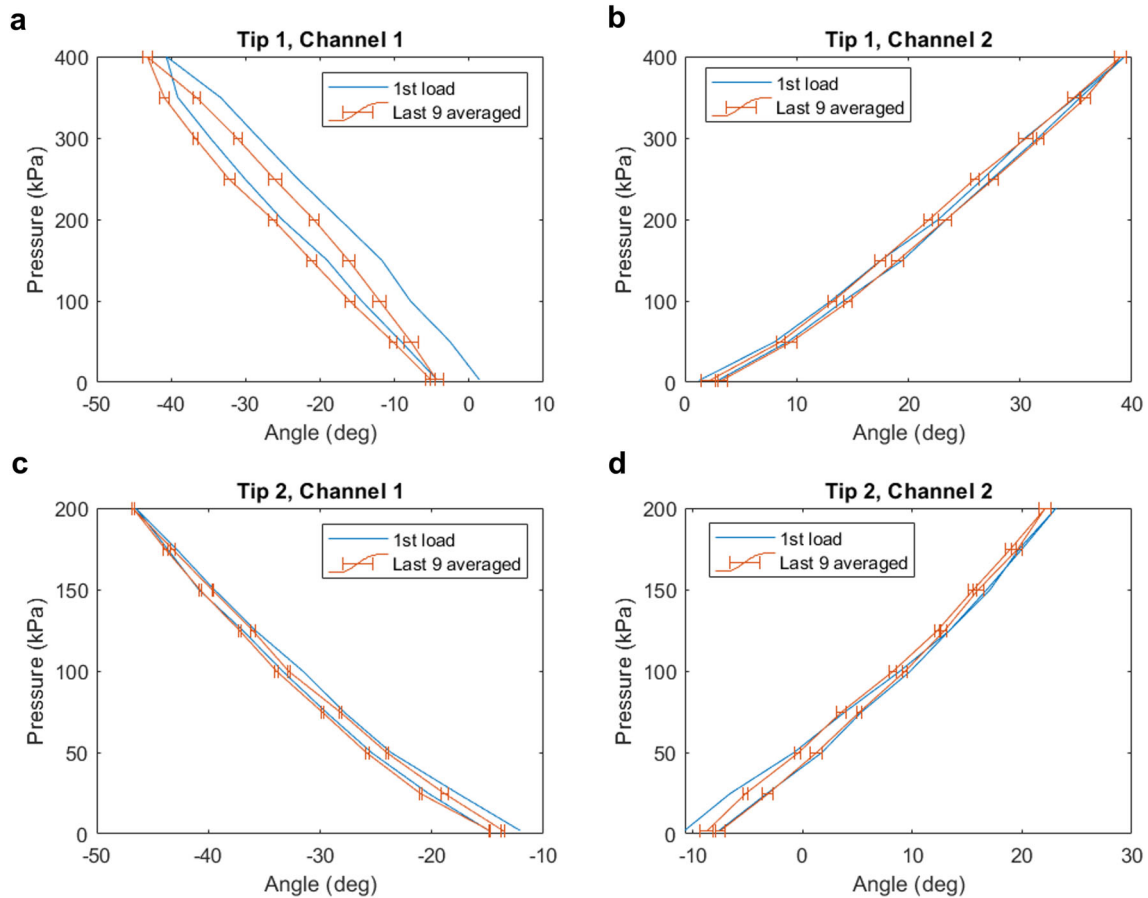 a
Tip 1, Channel 1
400
300
200
100
0
Pressure (kPa)
1st load
Last 9 averaged
-50
-40
-30
-20
-10
0
10
Angle (deg)
b
Tip 1, Channel 2
400
300
200
100
0
Pressure (kPa)
1st load
Last 9 averaged
0
10
20
30
40
Angle (deg)
c
Tip 2, Channel 1
200
150
100
50
0
Pressure (kPa)
1st load
Last 9 averaged
-50
-40
-30
-20
-10
Angle (deg)
d
Tip 2, Channel 2
200
150
100
50
0
Pressure (kPa)
1st load
Last 9 averaged
-10
0
10
20
30
Angle (deg)